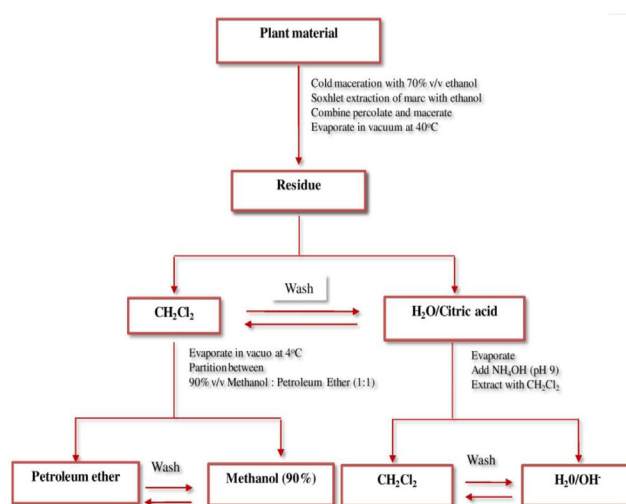 Plant material
Cold maceration with 70% v/v ethanol
Soxhlet extraction of marc with ethanol
Combine percolate and macerate
Evaporate in vacuum at 40°C
Residue
Wash
CH₂Cl₂
H₂O/Citric acid
Evaporate in vacuo at 4⁰C
Partition between
90% v/v Methanol : Petroleum Ether (1:1)
Evaporate
Add NH₄OH (pH 9)
Extract with CH₂Cl₂
Petroleum ether
Wash
Methanol (90%)
CH₂Cl₂
Wash
H₂0/OH⁻